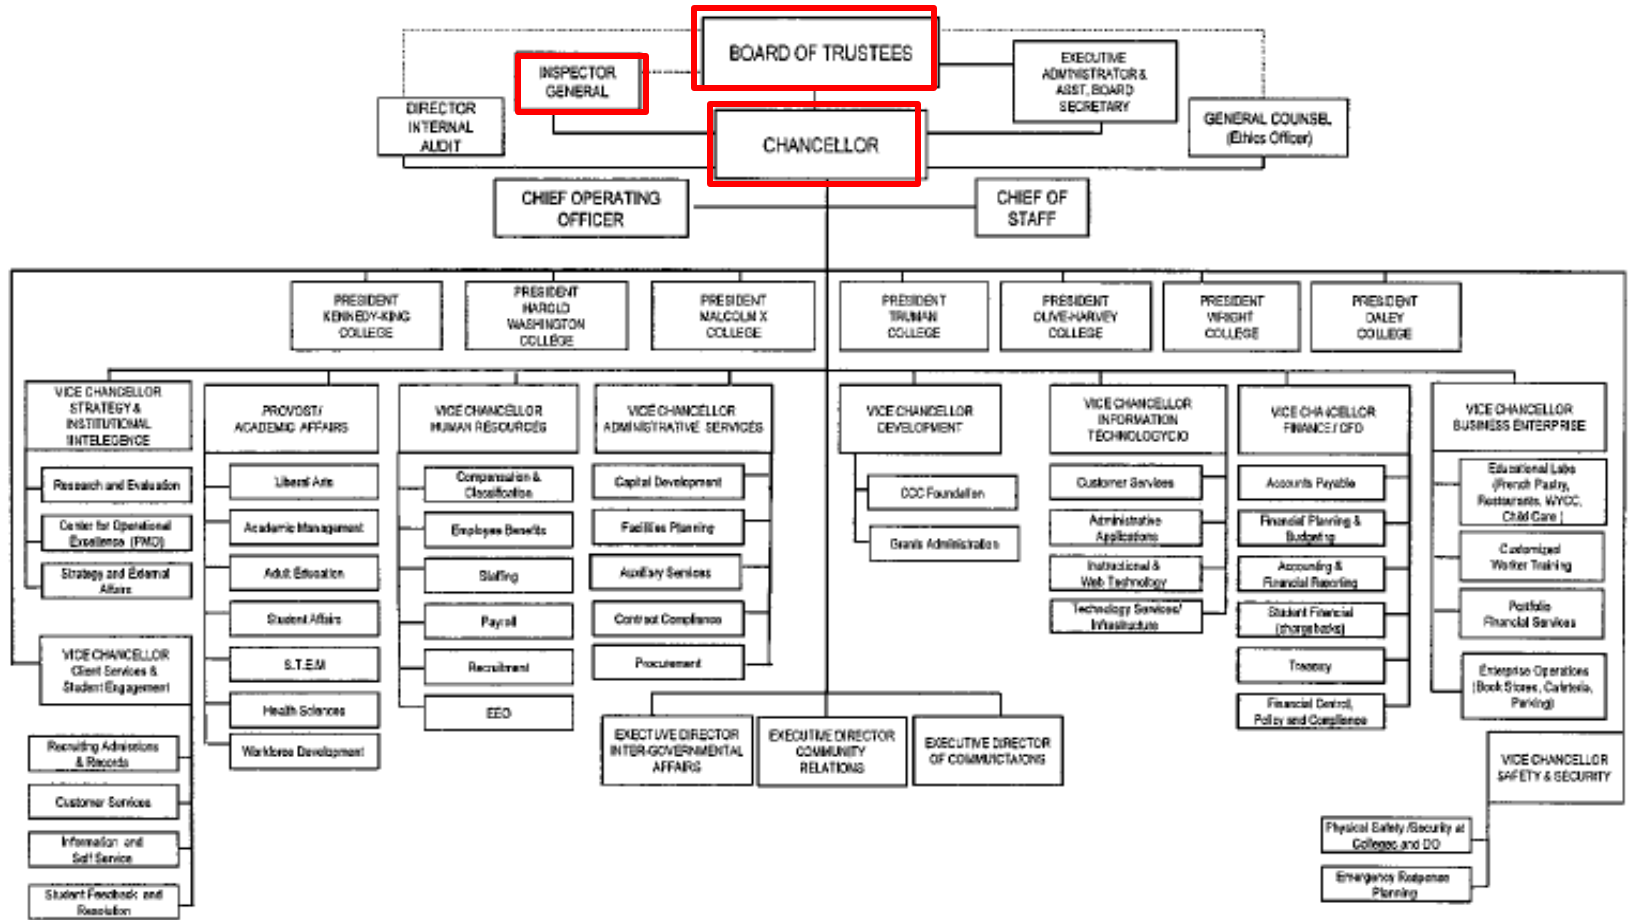 BOARD OF TRUSTEES
INSPECTOR
GENERAL
EXECUTIVE
ADMINISTRATOR &
ASST, BOARD
SECRETARY
DIRECTOR
INTERNAL
AUDIT
GENERAL COUNSEL
(Ethics Officer)
CHANCELLOR
CHIEF OPERATING
OFFICER
CHIEF OF
STAFF
PRESIDENT
KENNEDY-KING
COLLEGE
PRESIDENT
HAROLD
WASHINGTON
COLLEGE
PRESIDENT
MALCOLM X
COLLEGE
PRESIDENT
TRUMAN
COLLEGE
PRESIDENT
OLIVE-HARVEY
COLLEGE
PRESIDENT
WRIGHT
COLLEGE
PRESIDENT
DALEY
COLLEGE
VICE CHANCELLOR
STRATEGY &
INSTITUTIONAL
INTELEGENCE
Research and Evaluation
Center for Operational
Excellence (PMO)
Strategy and External
Affairs
PROVOST/
ACADEMIC AFFAIRS
Liberal Arts
Academic Management
Adult Education
Student Affairs
S.T.E.M
Health Sciences
Workforce Development
VICE CHANCELLOR
HUMAN RESOURCES
Compensation &
Classification
Employee Benefits
Staffing
Payroll
Recruitment
EEO
VICE CHANCELLOR
ADMINISTRATIVE SERVICES
Capital Development
Facilities Planning
Auxiliary Services
Contract Compliance
Procurement
VICE CHANCELLOR
DEVELOPMENT
CCC Foundation
Grants Administration
VICE CHANCELLOR
INFORMATION
TECHNOLOGYCIO
Customer Services
Administrative
Applications
Instructional &
Web Technology
Technology Services/
Infrastructure
VICE CHANCELLOR
FINANCE / CFO
Accounts Payable
Financial Planning &
Budgeting
Accounting &
Financial Reporting
Student Financial
(chargebacks)
Treasury
Financial Control,
Policy and Compliance
VICE CHANCELLOR
BUSINESS ENTERPRISE
Educational Labs
(French Pastry,
Restaurants, WYCC,
Child Care )
Customized
Worker Training
Portfolio
Financial Services
Enterprise Operations
(Book Stores, Cafeteria,
Parking)
VICE CHANCELLOR
Client Services &
Student Engagement
Recruiting Admissions
& Records
Customer Services
Information and
Self Service
Student Feedback and
Resolution
EXECTUIVE DIRECTOR
INTER-GOVERNMENTAL
AFFAIRS
EXECUTIVE DIRECTOR
COMMUNITY
RELATIONS
EXECUTIVE DIRECTOR
OF COMMUICTAIONS
VICE CHANCELLOR
SAFETY & SECURITY
Physical Safety /Security at
Colleges and DO
Emergency Response
Planning